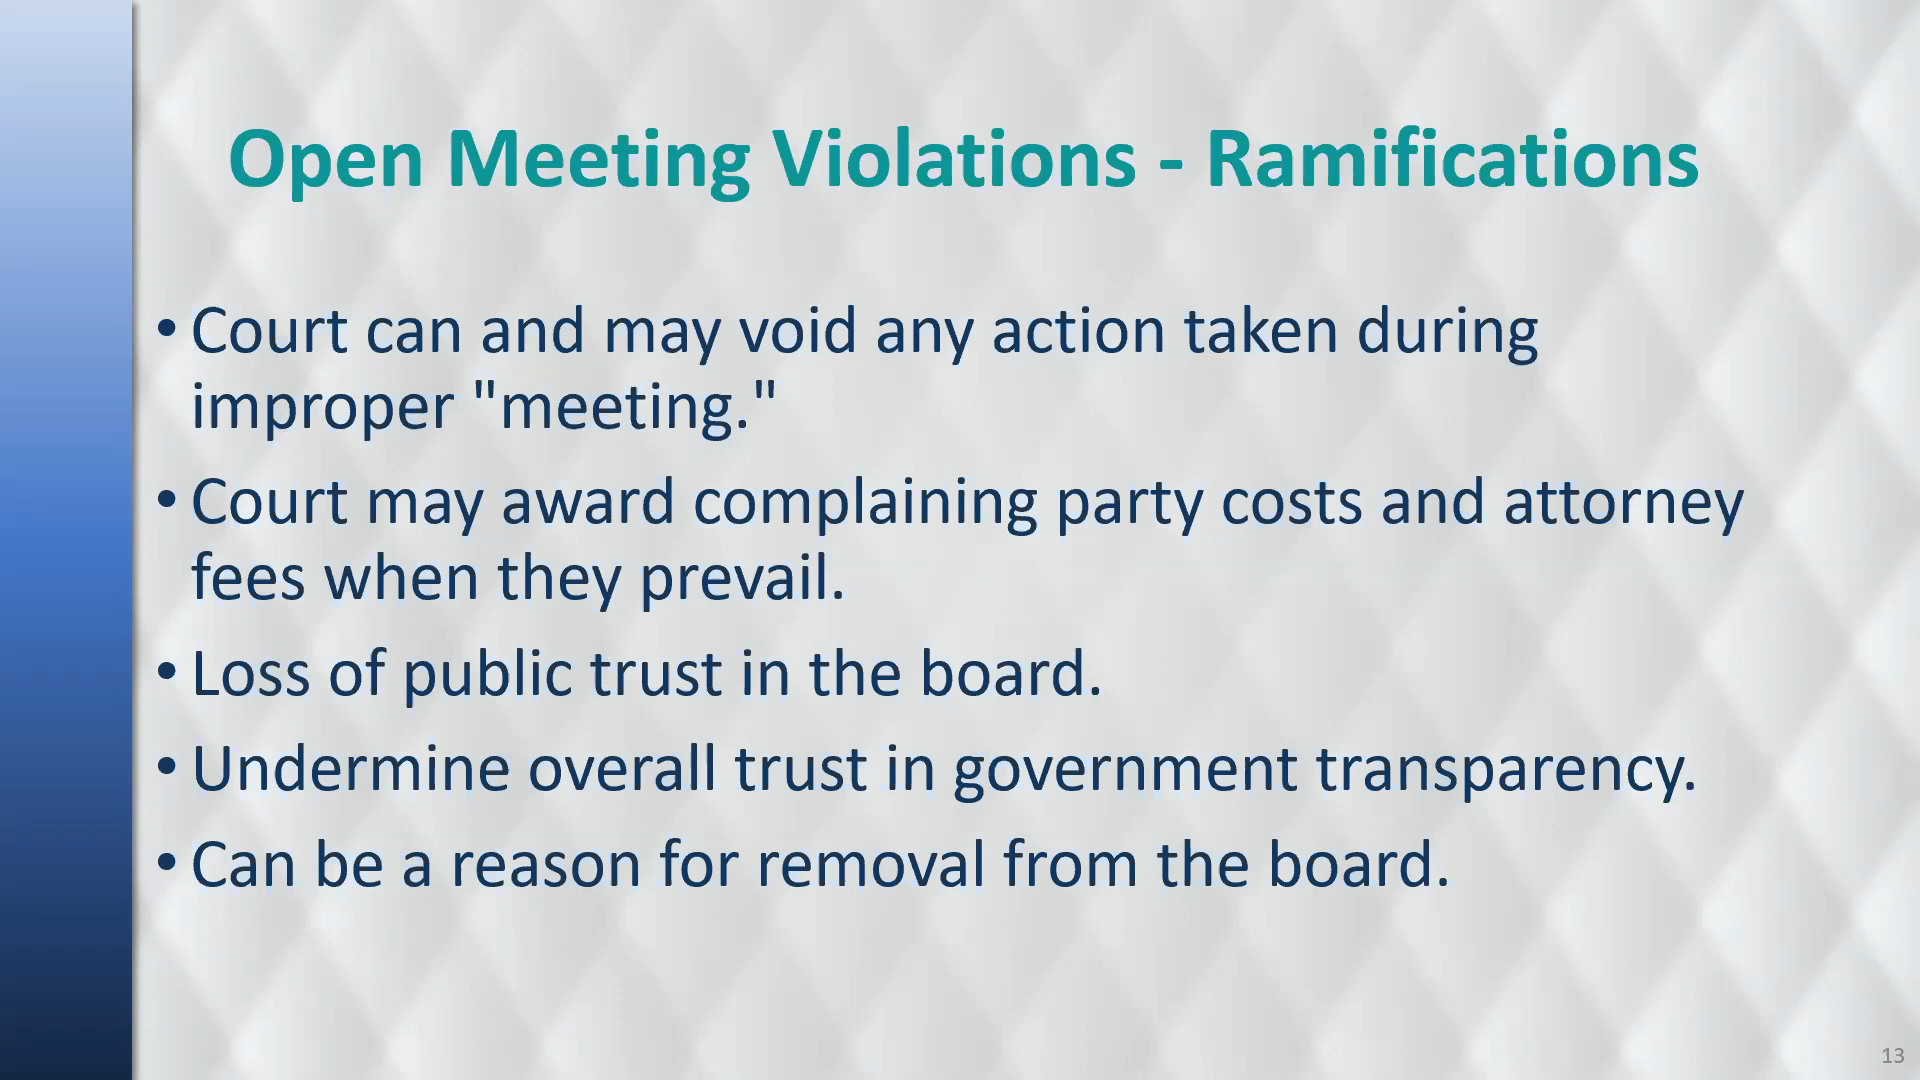 Open Meeting Violations - Ramifications
• Court can and may void any action taken during
improper "meeting."
• Court may award complaining party costs and attorney
fees when they prevail.
• Loss of public trust in the board.
• Undermine overall trust in government transparency.
• Can be a reason for removal from the board.
13